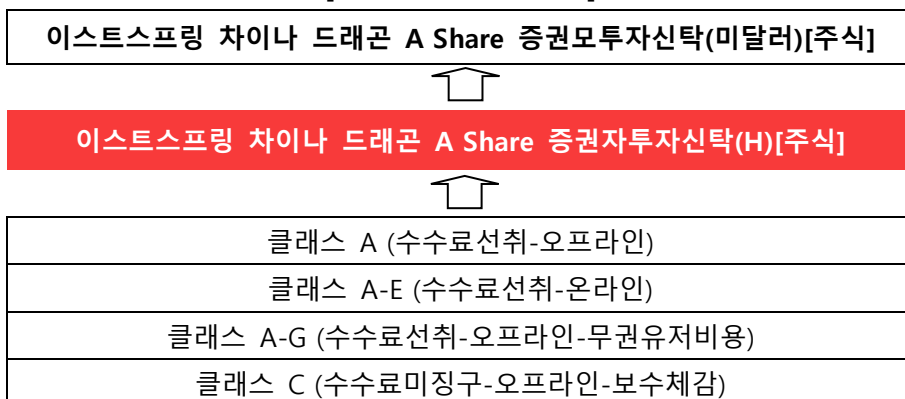 이스트스프링 차이나 드래곤 A Share 증권모투자신탁(미달러)[주식]
이스트스프링 차이나 드래곤 A Share 증권자투자신탁(H)[주식]
클래스 A (수수료선취-오프라인)
클래스 A-E (수수료선취-온라인)
클래스 A-G (수수료선취-오프라인-무권유저비용)
클래스 C (수수료미징구-오프라인-보수체감)